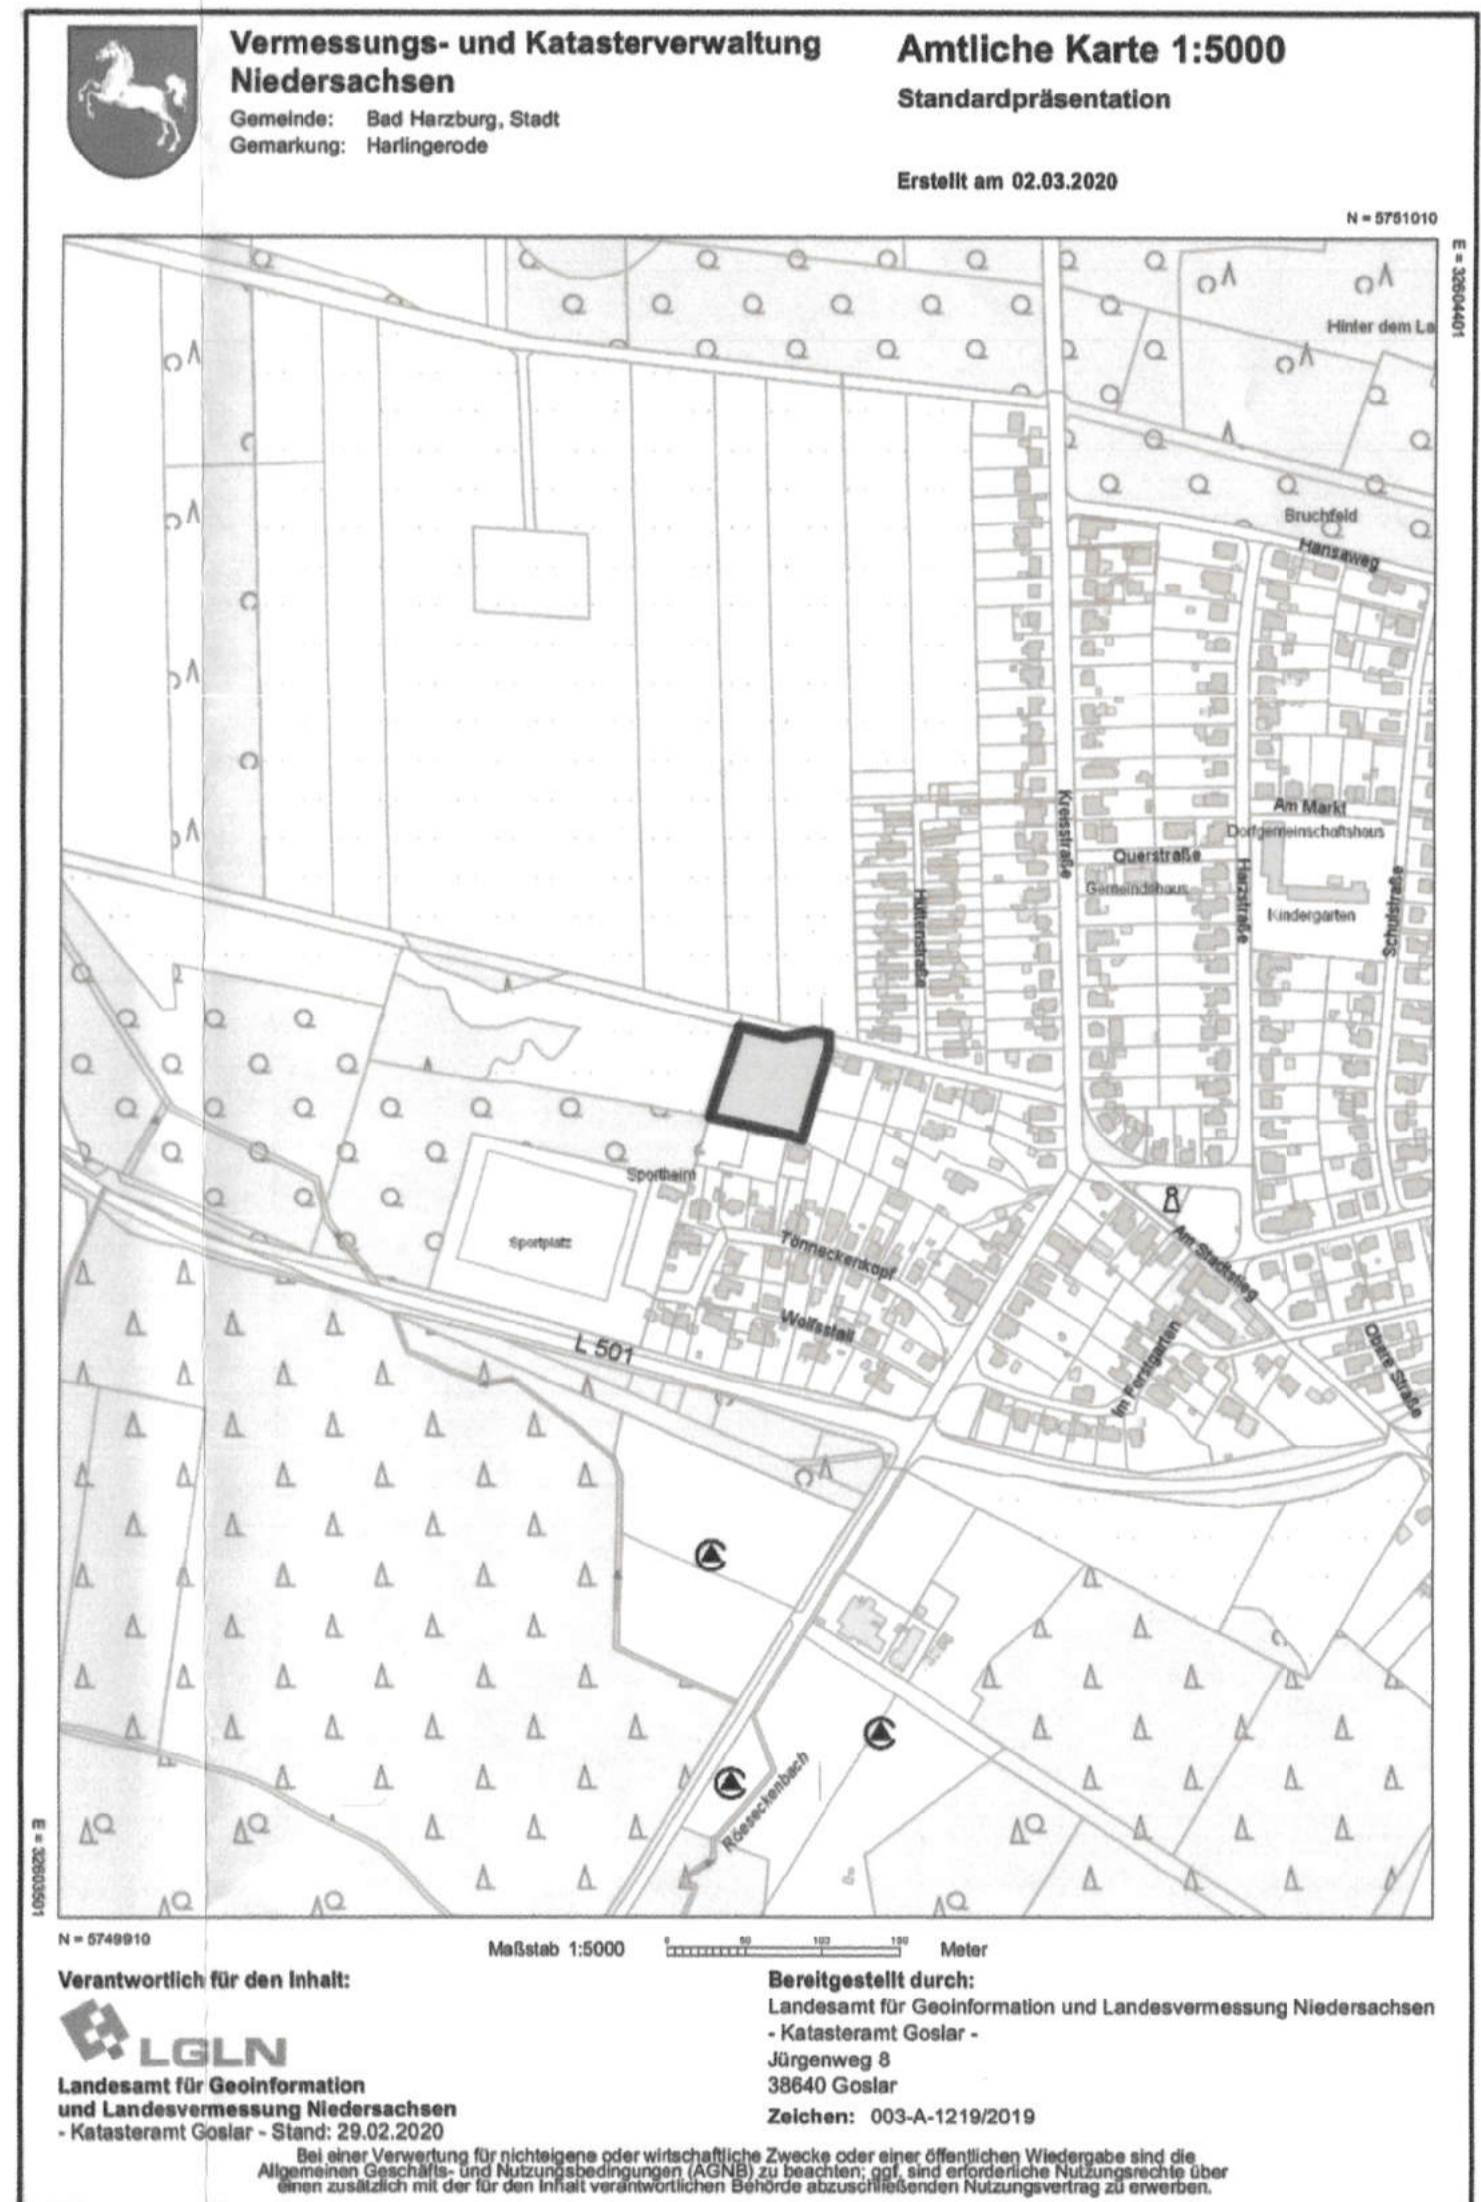 Vermessungs- und Katasterverwaltung
Niedersachsen
Gemeinde: Bad Harzburg, Stadt
Gemarkung: Harlingerode
Amtliche Karte 1:5000
Standardpräsentation
Erstellt am 02.03.2020
N = 5751010
E = 32604401
Hinter dem La
Bruchfeld
Hansaweg
Kreisstraße
Am Markt
Dorfgemeinschaftshaus
Querstraße
Gemeindehaus
Harzstraße
Hüttenstraße
Kindergarten
Schulstraße
Sportheim
Sportplatz
Tönneckenkopf
Am Stadtstieg
Wolfsstall
L 501
Im Forstgarten
Obere Straße
Röeseckenbach
E = 32603501
N = 5749910
Maßstab 1:5000
0 50 100 150 Meter
Verantwortlich für den Inhalt:
LGLN
Landesamt für Geoinformation
und Landesvermessung Niedersachsen
- Katasteramt Goslar - Stand: 29.02.2020
Bereitgestellt durch:
Landesamt für Geoinformation und Landesvermessung Niedersachsen
- Katasteramt Goslar -
Jürgenweg 8
38640 Goslar
Zeichen: 003-A-1219/2019
Bei einer Verwertung für nichteigene oder wirtschaftliche Zwecke oder einer öffentlichen Wiedergabe sind die
Allgemeinen Geschäfts- und Nutzungsbedingungen (AGNB) zu beachten; ggf. sind erforderliche Nutzungsrechte über
einen zusätzlich mit der für den Inhalt verantwortlichen Behörde abzuschließenden Nutzungsvertrag zu erwerben.